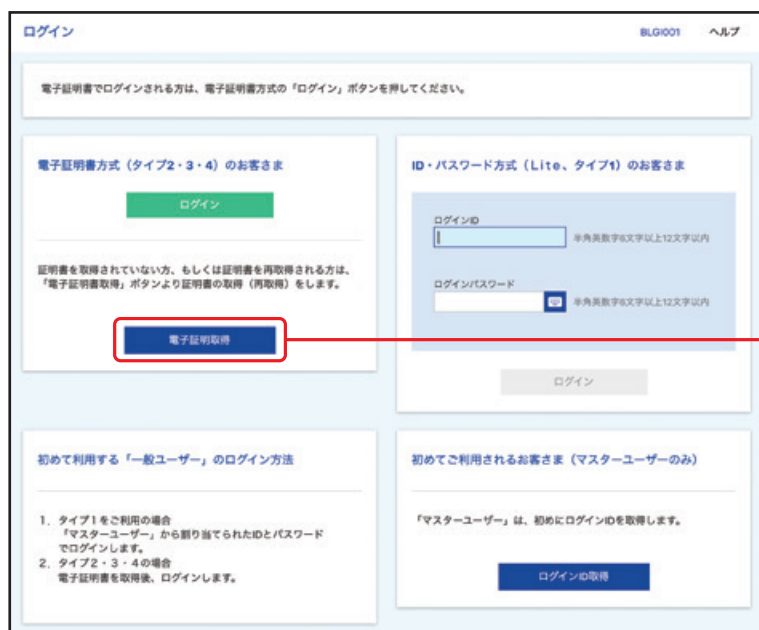 ログイン
BLGI001 ヘルプ
電子証明書でログインされる方は、電子証明書方式の「ログイン」ボタンを押してください。
電子証明書方式(タイプ2・3・4)のお客さま
ログイン
証明書を取得されていない方、もしくは証明書を再取得される方は、
「電子証明書取得」ボタンより証明書の取得(再取得)をします。
電子証明取得
ID・パスワード方式(Lite、タイプ1)のお客さま
ログインID
半角英数字6文字以上12文字以内
ログインパスワード
半角英数字6文字以上12文字以内
ログイン
初めて利用する「一般ユーザー」のログイン方法
1. タイプ1をご利用の場合
「マスターユーザー」から割り当てられたIDとパスワード
でログインします。
2. タイプ2・3・4の場合
電子証明書を取得後、ログインします。
初めてご利用されるお客さま(マスターユーザーのみ)
「マスターユーザー」は、初めにログインIDを取得します。
ログインID取得